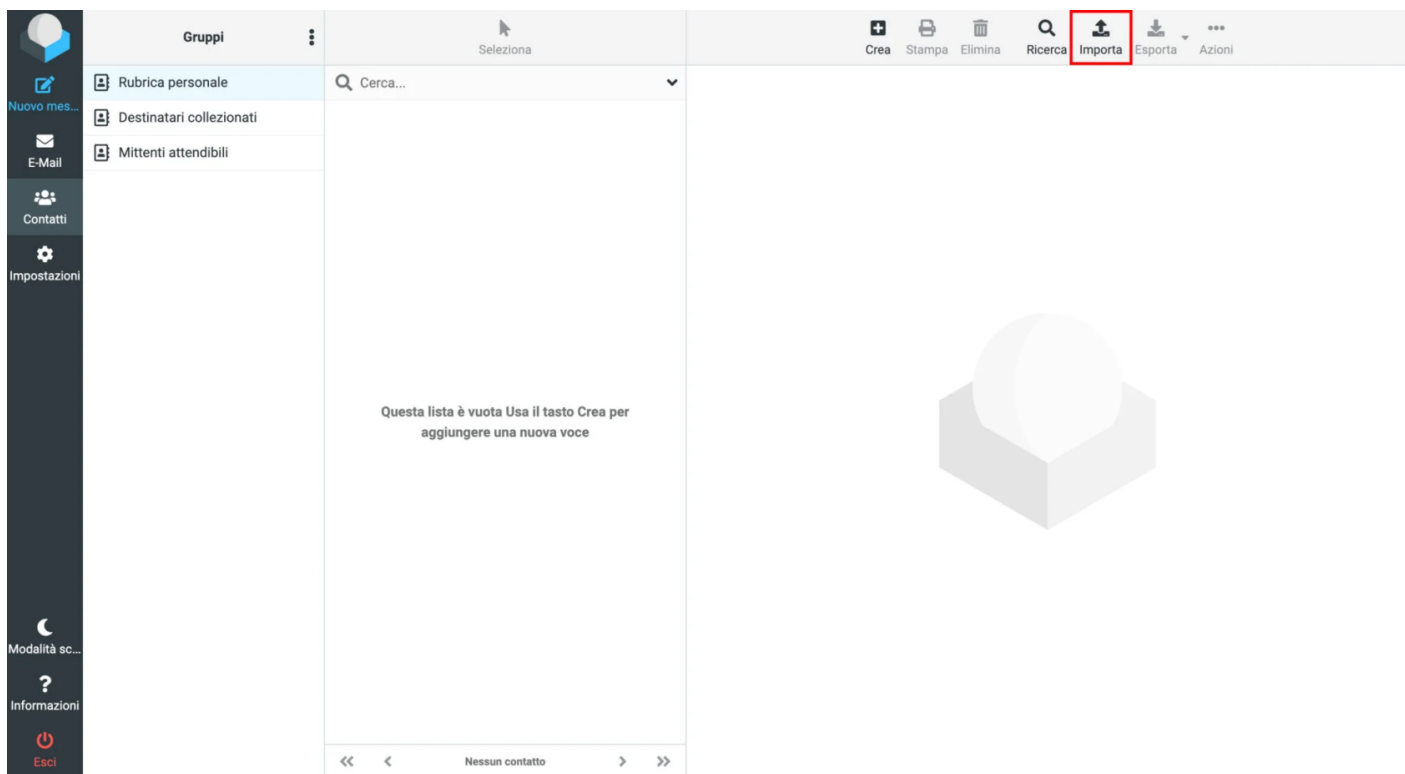 Nuovo mes...
E-Mail
Contatti
Impostazioni
Modalità sc...
Informazioni
Esci
Gruppi
Rubrica personale
Destinatari collezionati
Mittenti attendibili
Seleziona
Cerca...
Questa lista è vuota Usa il tasto Crea per
aggiungere una nuova voce
Nessun contatto
Crea Stampa Elimina Ricerca Importa Esporta Azioni